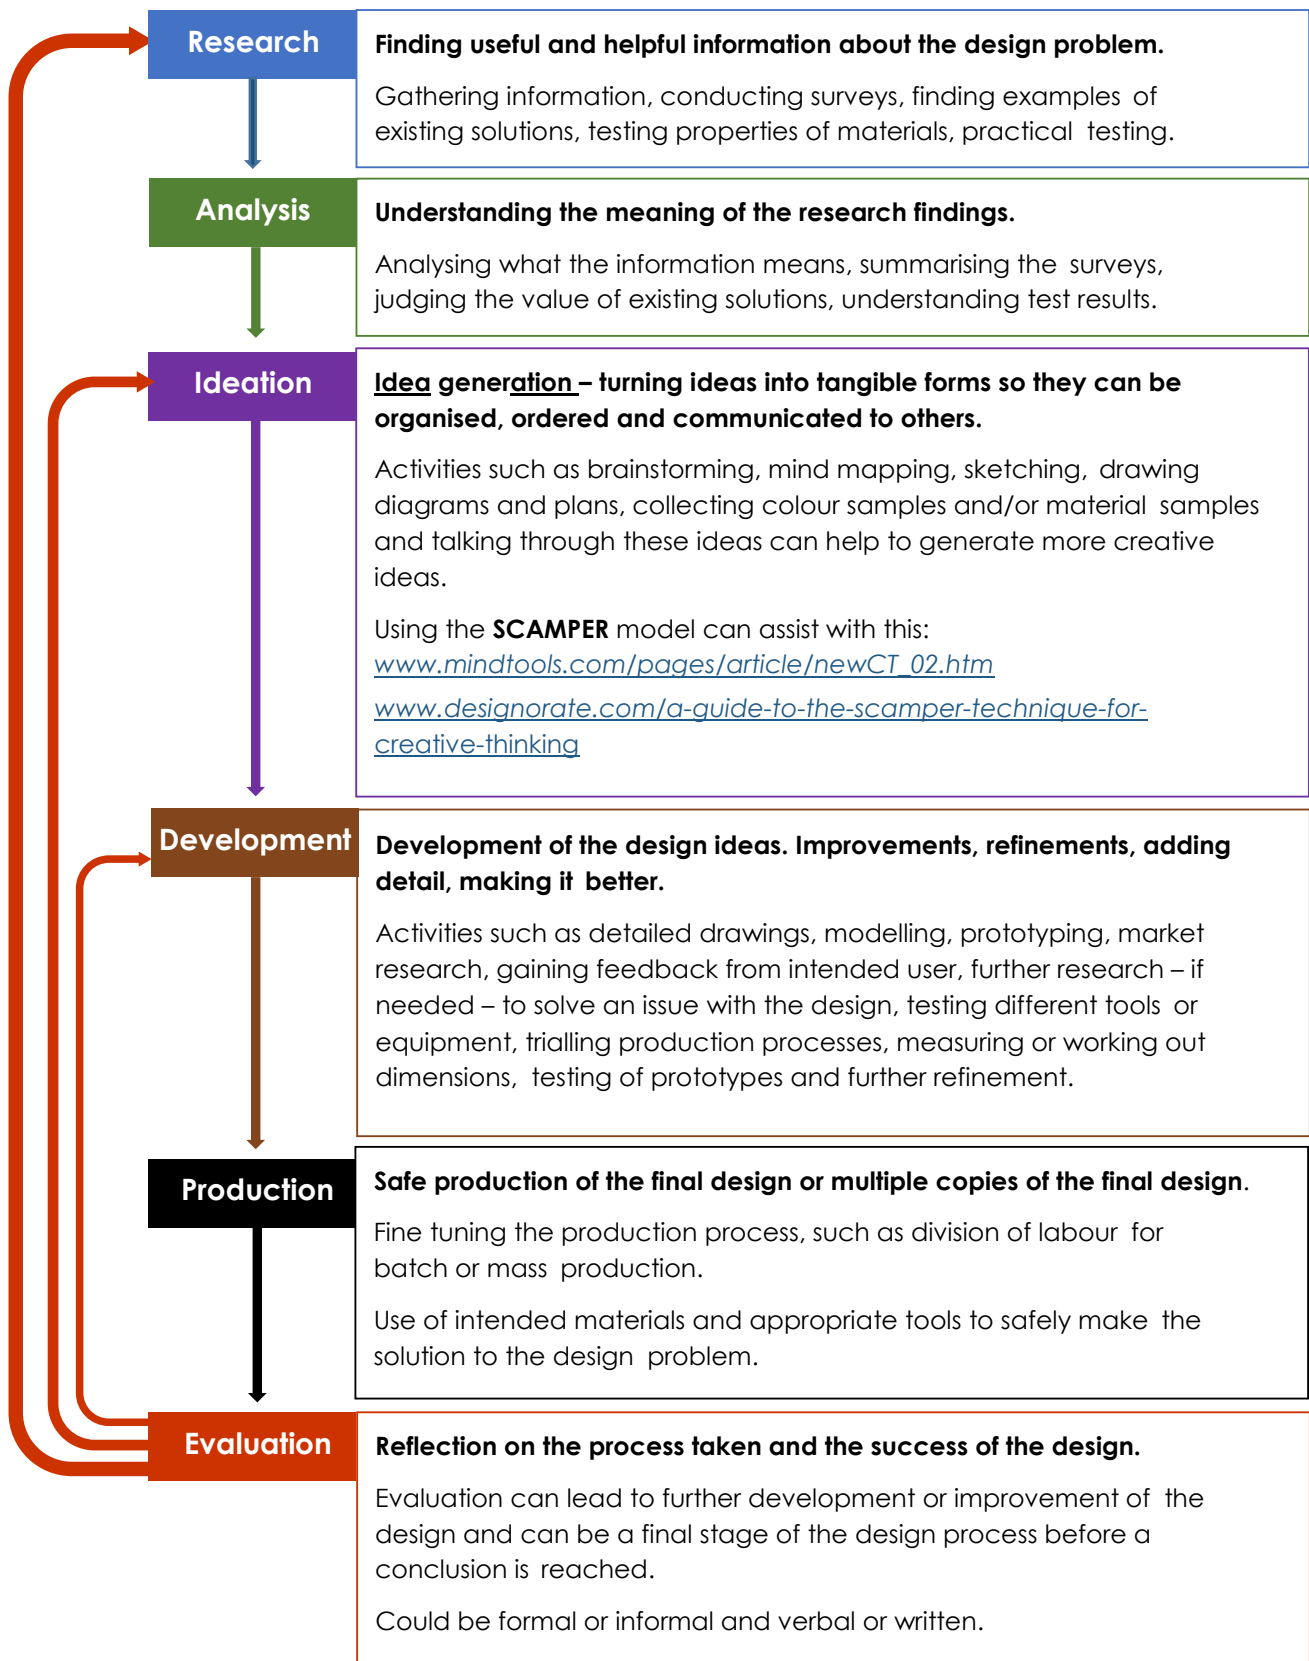 Research
Finding useful and helpful information about the design problem.
Gathering information, conducting surveys, finding examples of
existing solutions, testing properties of materials, practical testing.
Analysis
Understanding the meaning of the research findings.
Analysing what the information means, summarising the surveys,
judging the value of existing solutions, understanding test results.
Ideation
Idea generation – turning ideas into tangible forms so they can be
organised, ordered and communicated to others.
Activities such as brainstorming, mind mapping, sketching, drawing
diagrams and plans, collecting colour samples and/or material samples
and talking through these ideas can help to generate more creative
ideas.
Using the SCAMPER model can assist with this:
www.mindtools.com/pages/article/newCT_02.htm
www.designorate.com/a-guide-to-the-scamper-technique-for-
creative-thinking
Development
Development of the design ideas. Improvements, refinements, adding
detail, making it better.
Activities such as detailed drawings, modelling, prototyping, market
research, gaining feedback from intended user, further research – if
needed – to solve an issue with the design, testing different tools or
equipment, trialling production processes, measuring or working out
dimensions, testing of prototypes and further refinement.
Production
Safe production of the final design or multiple copies of the final design.
Fine tuning the production process, such as division of labour for
batch or mass production.
Use of intended materials and appropriate tools to safely make the
solution to the design problem.
Evaluation
Reflection on the process taken and the success of the design.
Evaluation can lead to further development or improvement of the
design and can be a final stage of the design process before a
conclusion is reached.
Could be formal or informal and verbal or written.